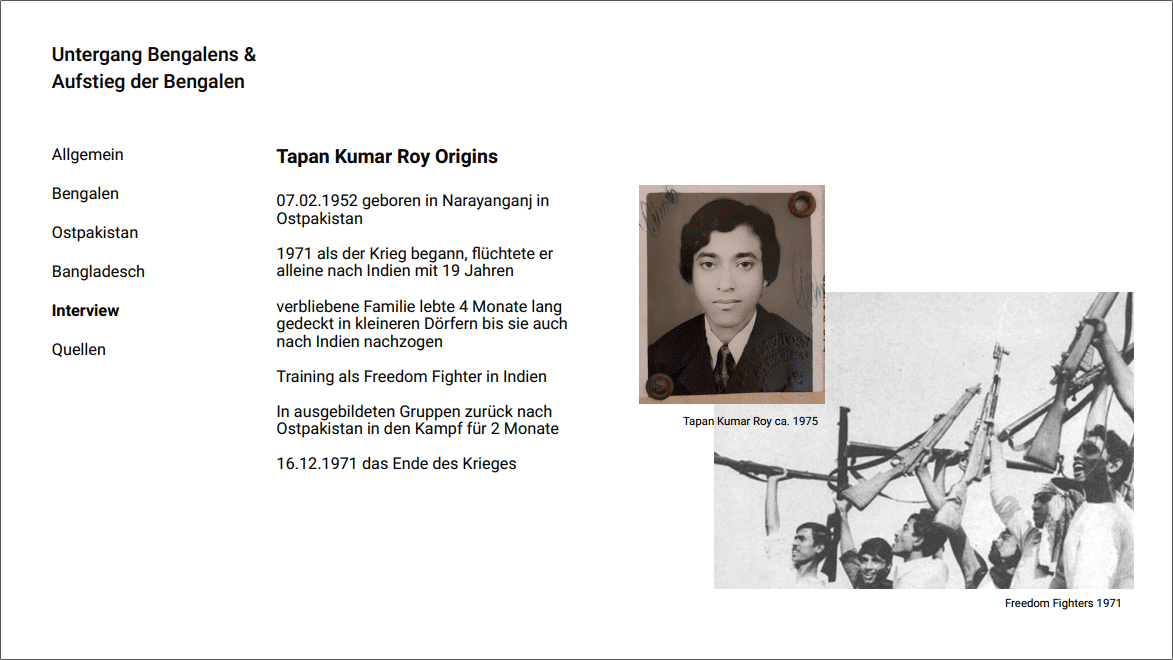 Untergang Bengalens &
Aufstieg der Bengalen
Allgemein
Bengalen
Ostpakistan
Bangladesch
Interview
Quellen
Tapan Kumar Roy Origins
07.02.1952 geboren in Narayanganj in
Ostpakistan
1971 als der Krieg begann, flüchtete er
alleine nach Indien mit 19 Jahren
verbliebene Familie lebte 4 Monate lang
gedeckt in kleineren Dörfern bis sie auch
nach Indien nachzogen
Training als Freedom Fighter in Indien
In ausgebildeten Gruppen zurück nach
Ostpakistan in den Kampf für 2 Monate
16.12.1971 das Ende des Krieges
Tapan Kumar Roy ca. 1975
Freedom Fighters 1971